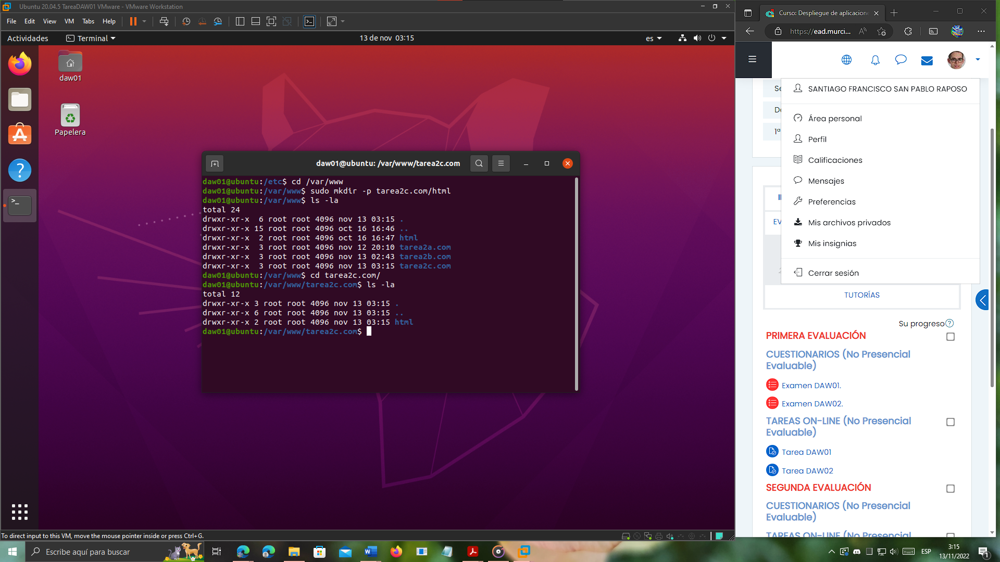 Ubuntu 20.04.5 TareaDAW01 VMware - VMware Workstation
File Edit View VM Tabs Help
Actividades
Terminal
13 de nov 03:15
es
daw01
Papelera
daw01@ubuntu: /var/www/tarea2c.com
daw01@ubuntu:/etc$ cd /var/www
daw01@ubuntu:/var/www$ sudo mkdir -p tarea2c.com/html
daw01@ubuntu:/var/www$ ls -la
total 24
drwxr-xr-x  6 root root 4096 nov 13 03:15 .
drwxr-xr-x 15 root root 4096 oct 16 16:46 ..
drwxr-xr-x  2 root root 4096 oct 16 16:47 html
drwxr-xr-x  3 root root 4096 nov 12 20:10 tarea2a.com
drwxr-xr-x  3 root root 4096 nov 13 02:43 tarea2b.com
drwxr-xr-x  3 root root 4096 nov 13 03:15 tarea2c.com
daw01@ubuntu:/var/www$ cd tarea2c.com/
daw01@ubuntu:/var/www/tarea2c.com$ ls -la
total 12
drwxr-xr-x 3 root root 4096 nov 13 03:15 .
drwxr-xr-x 6 root root 4096 nov 13 03:15 ..
drwxr-xr-x 2 root root 4096 nov 13 03:15 html
daw01@ubuntu:/var/www/tarea2c.com$
To direct input to this VM, move the mouse pointer inside or press Ctrl+G.
Curso: Despliegue de aplicacion
https://ead.murci...
Se
De
1ª
SANTIAGO FRANCISCO SAN PABLO RAPOSO
Área personal
Perfil
Calificaciones
Mensajes
Preferencias
Mis archivos privados
Mis insignias
Cerrar sesión
EV
TUTORÍAS
Su progreso
PRIMERA EVALUACIÓN
CUESTIONARIOS (No Presencial
Evaluable)
Examen DAW01.
Examen DAW02.
TAREAS ON-LINE (No Presencial
Evaluable)
Tarea DAW01
Tarea DAW02
SEGUNDA EVALUACIÓN
CUESTIONARIOS (No Presencial
Evaluable)
TAREAS ON-LINE (No Presencial
Escribe aquí para buscar
ESP
3:15
13/11/2022
1